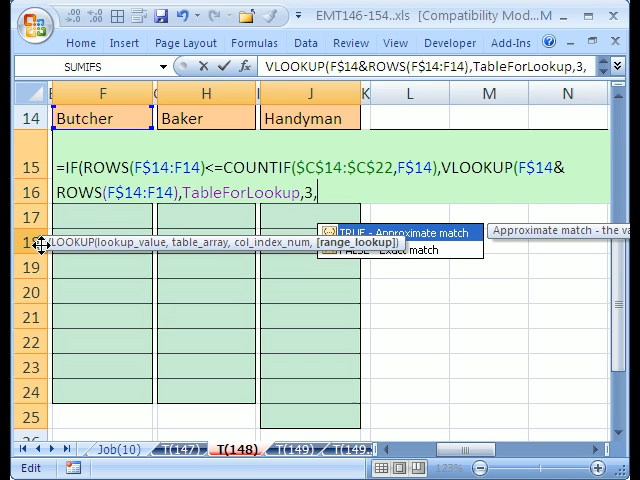 EMT146-154..xls [Compatibility Mod...M
Home Insert Page Layout Formulas Data Review View Developer Add-Ins
SUMIFS
VLOOKUP(F$14&ROWS(F$14:F14),TableForLookup,3,
F G H I J K L M N
14 Butcher Baker Handyman
15 =IF(ROWS(F$14:F14)<=COUNTIF($C$14:$C$22,F$14),VLOOKUP(F$14&
16 ROWS(F$14:F14),TableForLookup,3,
17
TRUE - Approximate match
Approximate match - the va
18
VLOOKUP(lookup_value, table_array, col_index_num, [range_lookup])
FALSE - Exact match
19
20
21
22
23
24
25
Job(10) T(147) T(148) T(149) T(149..
Edit 123%